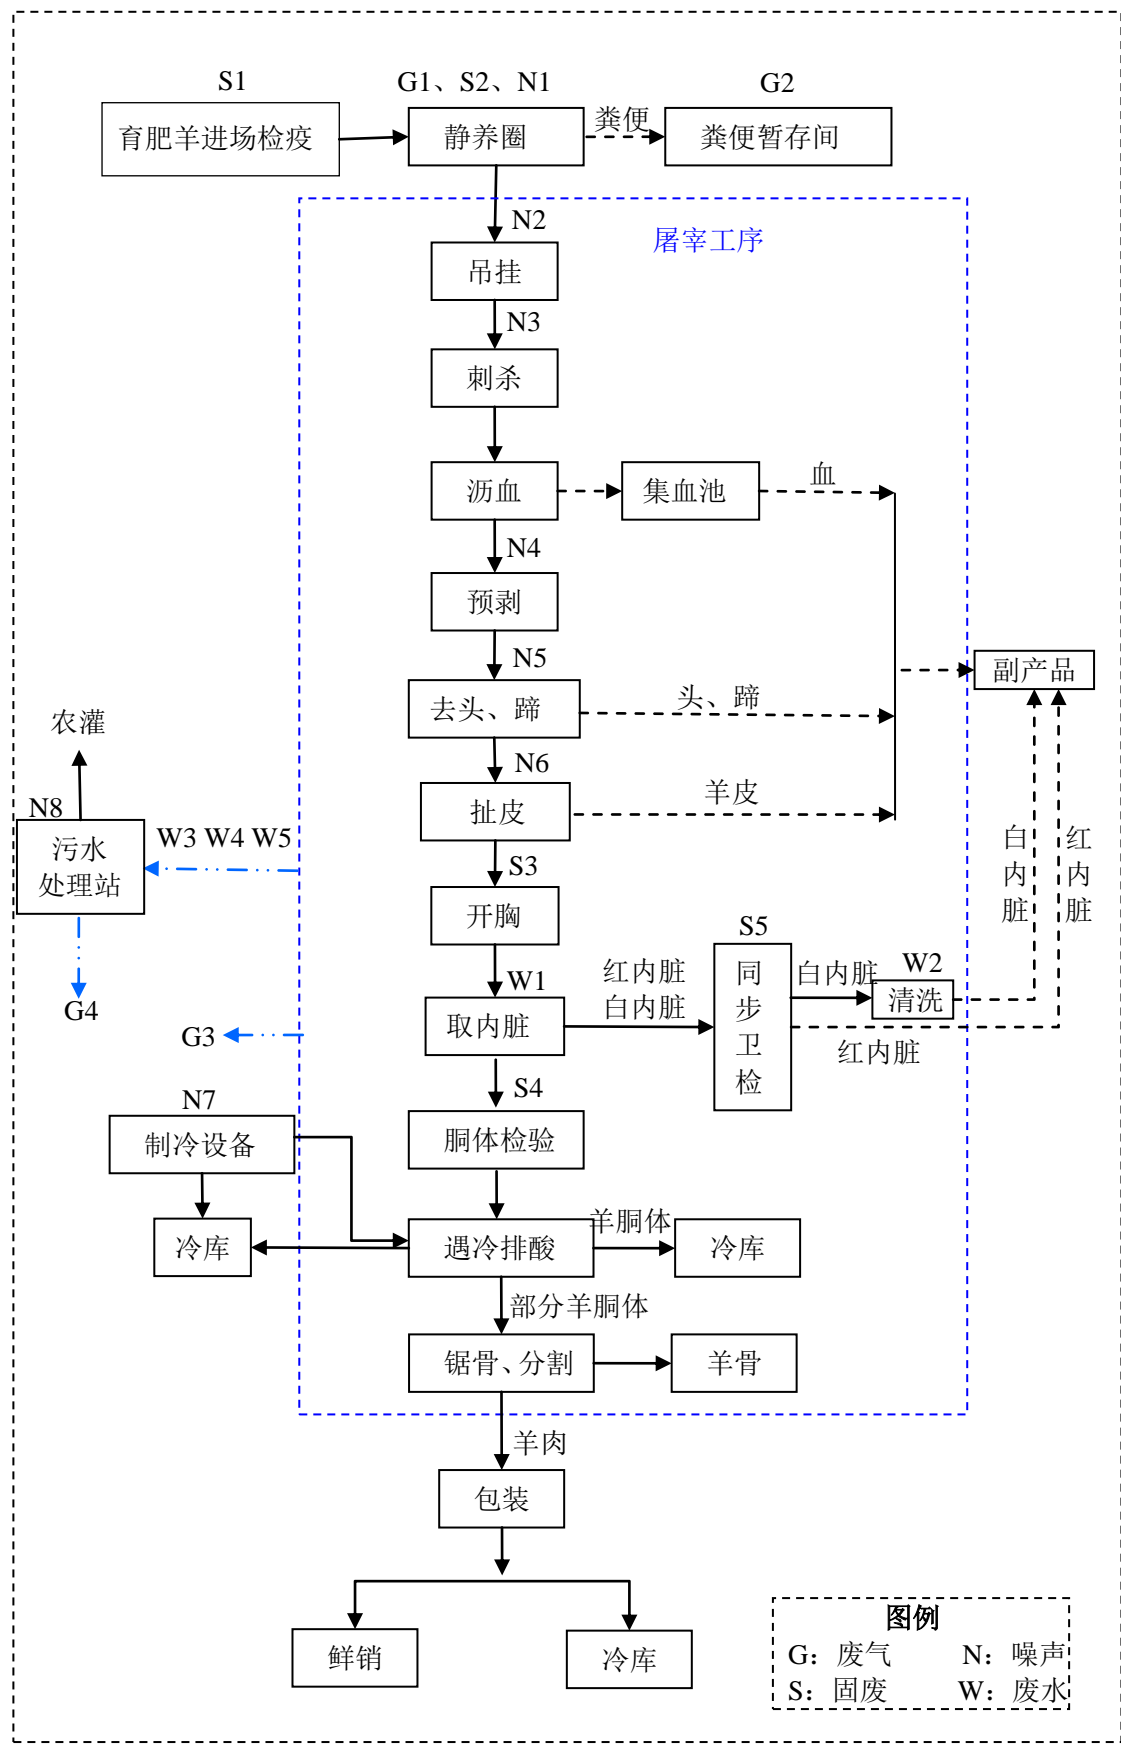 S1
G1、S2、N1
G2
育肥羊进场检疫
静养圈
粪便
粪便暂存间
N2
屠宰工序
吊挂
N3
刺杀
沥血
集血池
血
N4
预剥
N5
副产品
去头、蹄
头、蹄
农灌
N6
扯皮
羊皮
N8
污水
处理站
W3 W4 W5
白内脏
红内脏
S3
开胸
S5
W1
红内脏
白内脏
同步卫检
白内脏
W2
清洗
G4
取内脏
G3
红内脏
S4
N7
制冷设备
胴体检验
羊胴体
冷库
遇冷排酸
冷库
部分羊胴体
锯骨、分割
羊骨
羊肉
包装
鲜销
冷库
图例
G：废气 N：噪声
S：固废 W：废水